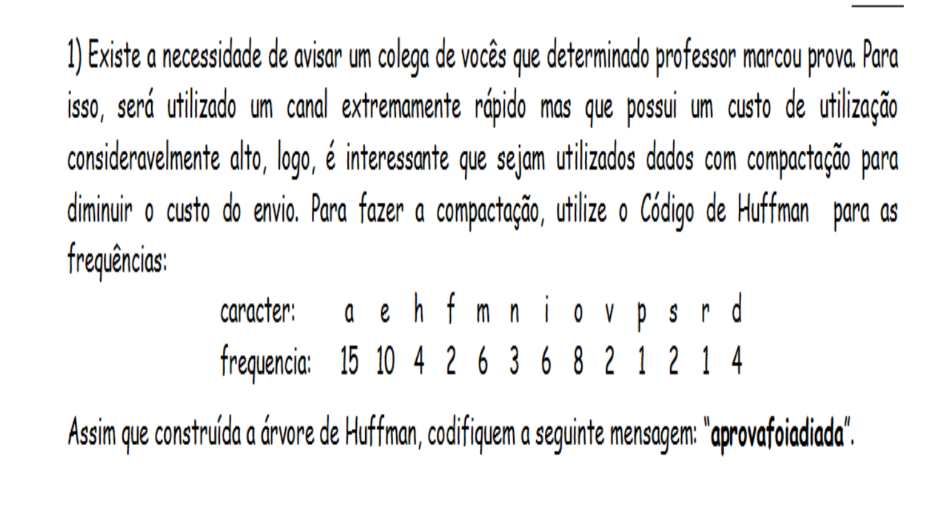 1) Existe a necessidade de avisar um colega de vocês que determinado professor marcou prova. Para
isso, será utilizado um canal extremamente rápido mas que possui um custo de utilização
consideravelmente alto, logo, é interessante que sejam utilizados dados com compactação para
diminuir o custo do envio. Para fazer a compactação, utilize o Código de Huffman para as
frequências:
caracter: a e h f m n i o v p s r d
frequencia: 15 10 4 2 6 3 6 8 2 1 2 1 4
Assim que construída a árvore de Huffman, codifiquem a seguinte mensagem: "aprovafoiadiada".